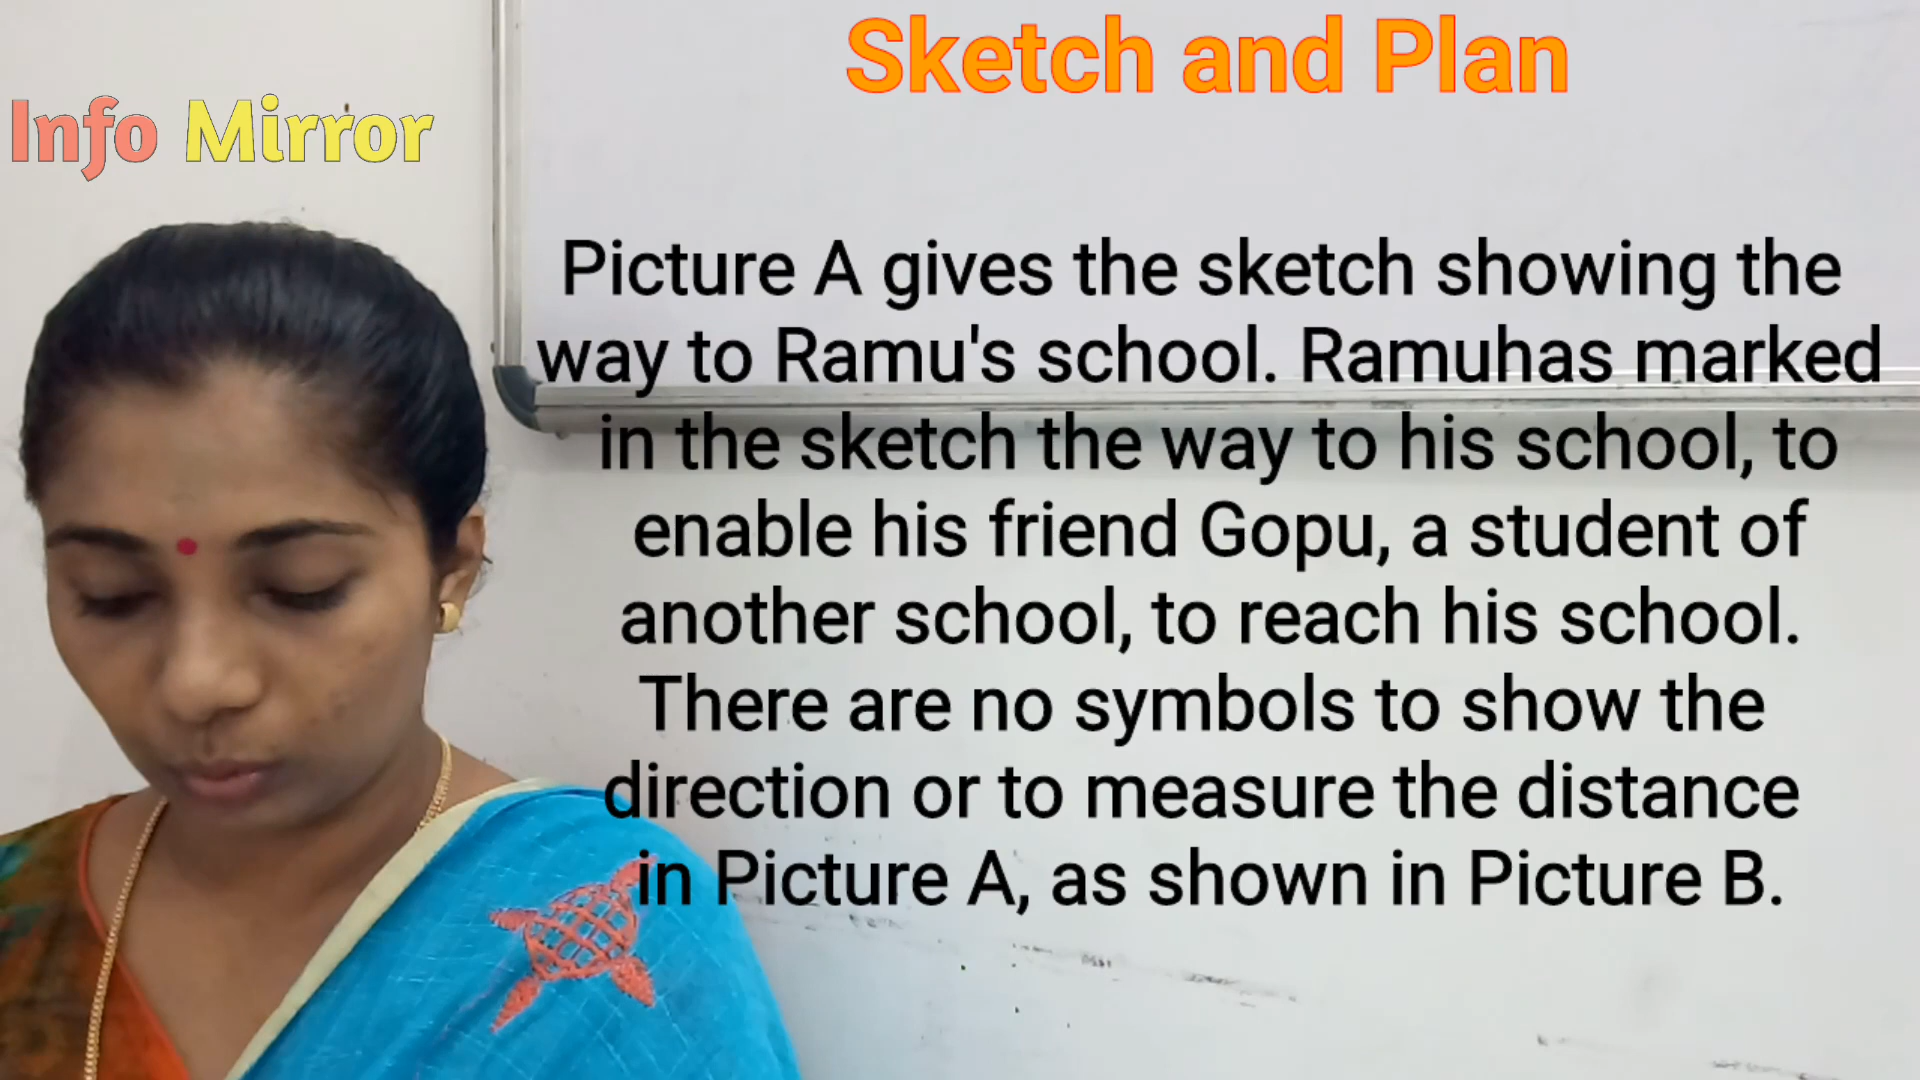 Sketch and Plan
Info Mirror
Picture A gives the sketch showing the
way to Ramu's school. Ramuhas marked
in the sketch the way to his school, to
enable his friend Gopu, a student of
another school, to reach his school.
There are no symbols to show the
direction or to measure the distance
in Picture A, as shown in Picture B.